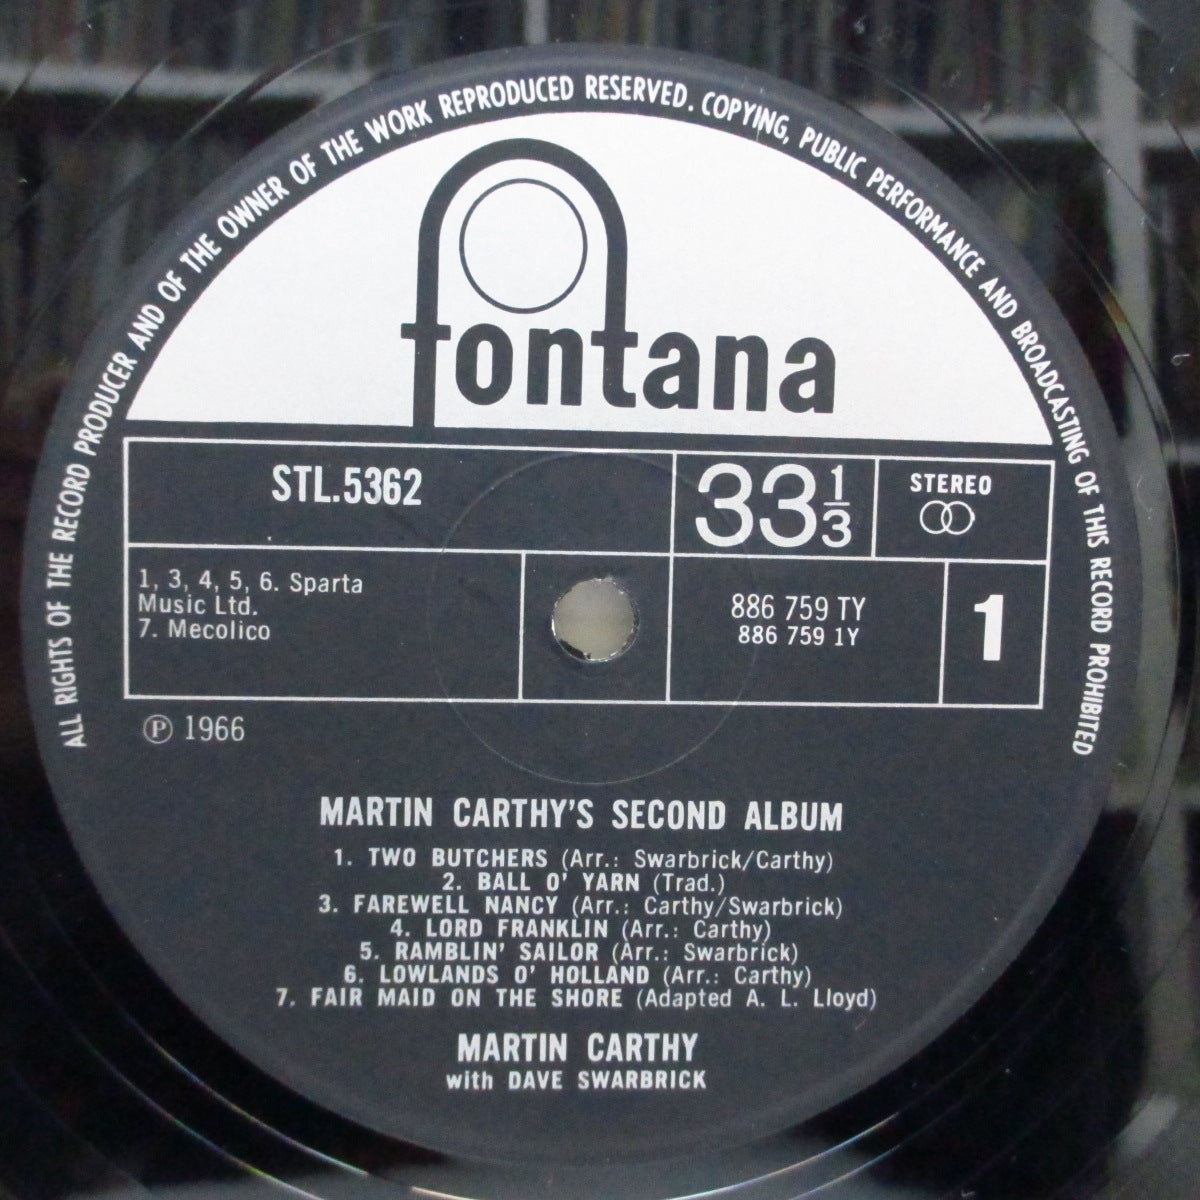 ALL RIGHTS OF THE RECORD PRODUCER AND OF THE OWNER OF THE WORK REPRODUCED RESERVED. COPYING, PUBLIC PERFORMANCE AND BROADCASTING OF THIS RECORD PROHIBITED
fontana
STL.5362
33 1/3
STEREO
1, 3, 4, 5, 6. Sparta
Music Ltd.
7. Mecolico
886 759 TY
886 759 1Y
1
℗ 1966
MARTIN CARTHY'S SECOND ALBUM
1. TWO BUTCHERS (Arr.: Swarbrick/Carthy)
2. BALL O' YARN (Trad.)
3. FAREWELL NANCY (Arr.: Carthy/Swarbrick)
4. LORD FRANKLIN (Arr.: Carthy)
5. RAMBLIN' SAILOR (Arr.: Swarbrick)
6. LOWLANDS O' HOLLAND (Arr.: Carthy)
7. FAIR MAID ON THE SHORE (Adapted A. L. Lloyd)
MARTIN CARTHY
with DAVE SWARBRICK